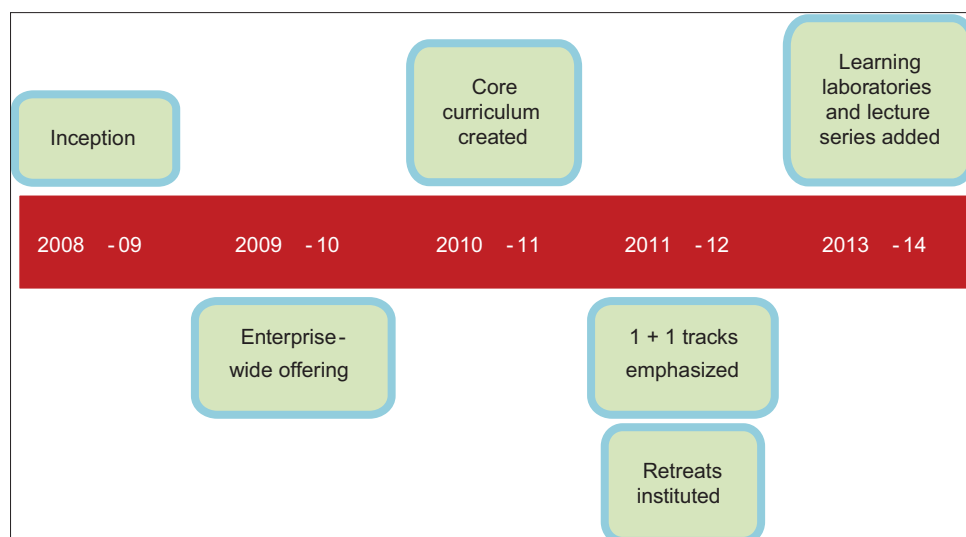 Inception
Core
curriculum
created
Learning
laboratories
and lecture
series added
2008 -09 2009 -10 2010 -11 2011 -12 2013 -14
Enterprise-
wide offering
1 + 1 tracks
emphasized
Retreats
instituted